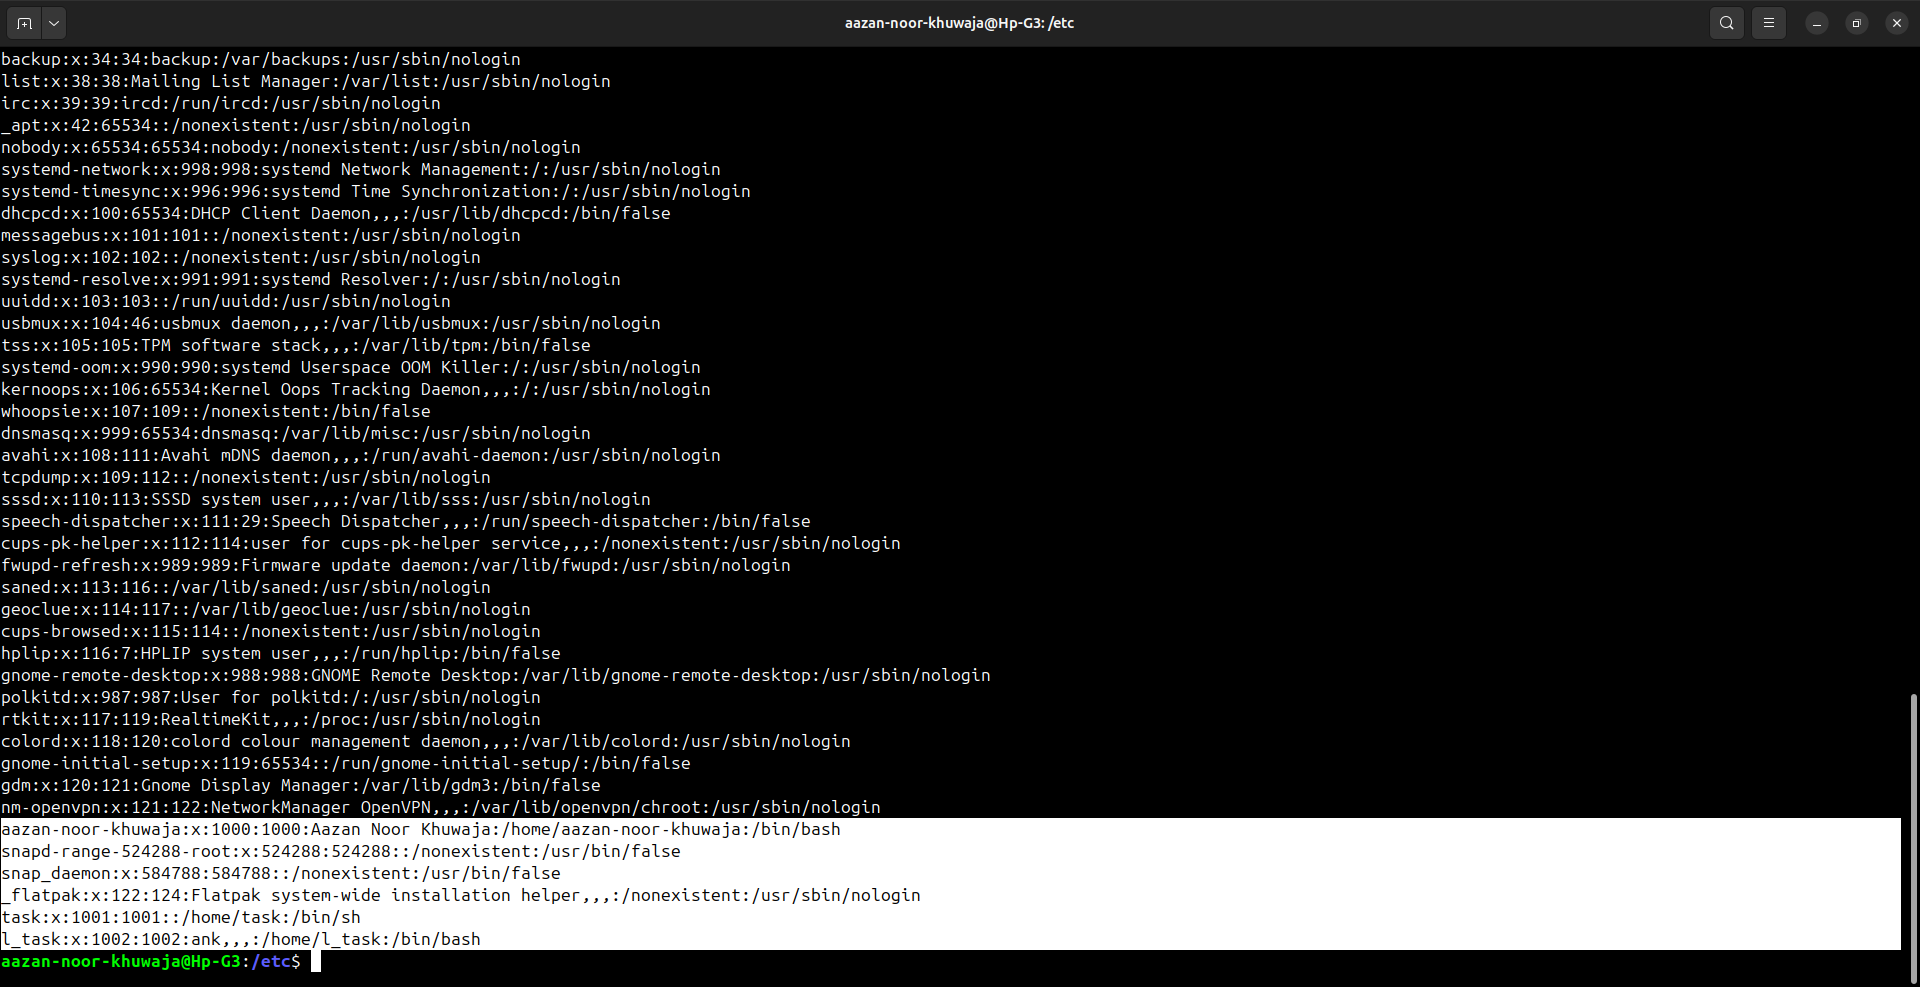 aazan-noor-khuwaja@Hp-G3: /etc
backup:x:34:34:backup:/var/backups:/usr/sbin/nologin
list:x:38:38:Mailing List Manager:/var/list:/usr/sbin/nologin
irc:x:39:39:ircd:/run/ircd:/usr/sbin/nologin
_apt:x:42:65534::/nonexistent:/usr/sbin/nologin
nobody:x:65534:65534:nobody:/nonexistent:/usr/sbin/nologin
systemd-network:x:998:998:systemd Network Management:/:/usr/sbin/nologin
systemd-timesync:x:996:996:systemd Time Synchronization:/:/usr/sbin/nologin
dhcpcd:x:100:65534:DHCP Client Daemon,,,:/usr/lib/dhcpcd:/bin/false
messagebus:x:101:101::/nonexistent:/usr/sbin/nologin
syslog:x:102:102::/nonexistent:/usr/sbin/nologin
systemd-resolve:x:991:991:systemd Resolver:/:/usr/sbin/nologin
uuidd:x:103:103::/run/uuidd:/usr/sbin/nologin
usbmux:x:104:46:usbmux daemon,,,:/var/lib/usbmux:/usr/sbin/nologin
tss:x:105:105:TPM software stack,,,:/var/lib/tpm:/bin/false
systemd-oom:x:990:990:systemd Userspace OOM Killer:/:/usr/sbin/nologin
kernoops:x:106:65534:Kernel Oops Tracking Daemon,,,:/:/usr/sbin/nologin
whoopsie:x:107:109::/nonexistent:/bin/false
dnsmasq:x:999:65534:dnsmasq:/var/lib/misc:/usr/sbin/nologin
avahi:x:108:111:Avahi mDNS daemon,,,:/run/avahi-daemon:/usr/sbin/nologin
tcpdump:x:109:112::/nonexistent:/usr/sbin/nologin
sssd:x:110:113:SSSD system user,,,:/var/lib/sss:/usr/sbin/nologin
speech-dispatcher:x:111:29:Speech Dispatcher,,,:/run/speech-dispatcher:/bin/false
cups-pk-helper:x:112:114:user for cups-pk-helper service,,,:/nonexistent:/usr/sbin/nologin
fwupd-refresh:x:989:989:Firmware update daemon:/var/lib/fwupd:/usr/sbin/nologin
saned:x:113:116::/var/lib/saned:/usr/sbin/nologin
geoclue:x:114:117::/var/lib/geoclue:/usr/sbin/nologin
cups-browsed:x:115:114::/nonexistent:/usr/sbin/nologin
hplip:x:116:7:HPLIP system user,,,:/run/hplip:/bin/false
gnome-remote-desktop:x:988:988:GNOME Remote Desktop:/var/lib/gnome-remote-desktop:/usr/sbin/nologin
polkitd:x:987:987:User for polkitd:/:/usr/sbin/nologin
rtkit:x:117:119:RealtimeKit,,,:/proc:/usr/sbin/nologin
colord:x:118:120:colord colour management daemon,,,:/var/lib/colord:/usr/sbin/nologin
gnome-initial-setup:x:119:65534::/run/gnome-initial-setup/:/bin/false
gdm:x:120:121:Gnome Display Manager:/var/lib/gdm3:/bin/false
nm-openvpn:x:121:122:NetworkManager OpenVPN,,,:/var/lib/openvpn/chroot:/usr/sbin/nologin
aazan-noor-khuwaja:x:1000:1000:Aazan Noor Khuwaja:/home/aazan-noor-khuwaja:/bin/bash
snapd-range-524288-root:x:524288:524288::/nonexistent:/usr/bin/false
snap_daemon:x:584788:584788::/nonexistent:/usr/bin/false
_flatpak:x:122:124:Flatpak system-wide installation helper,,,:/nonexistent:/usr/sbin/nologin
task:x:1001:1001::/home/task:/bin/sh
l_task:x:1002:1002:ank,,,:/home/l_task:/bin/bash
aazan-noor-khuwaja@Hp-G3:/etc$